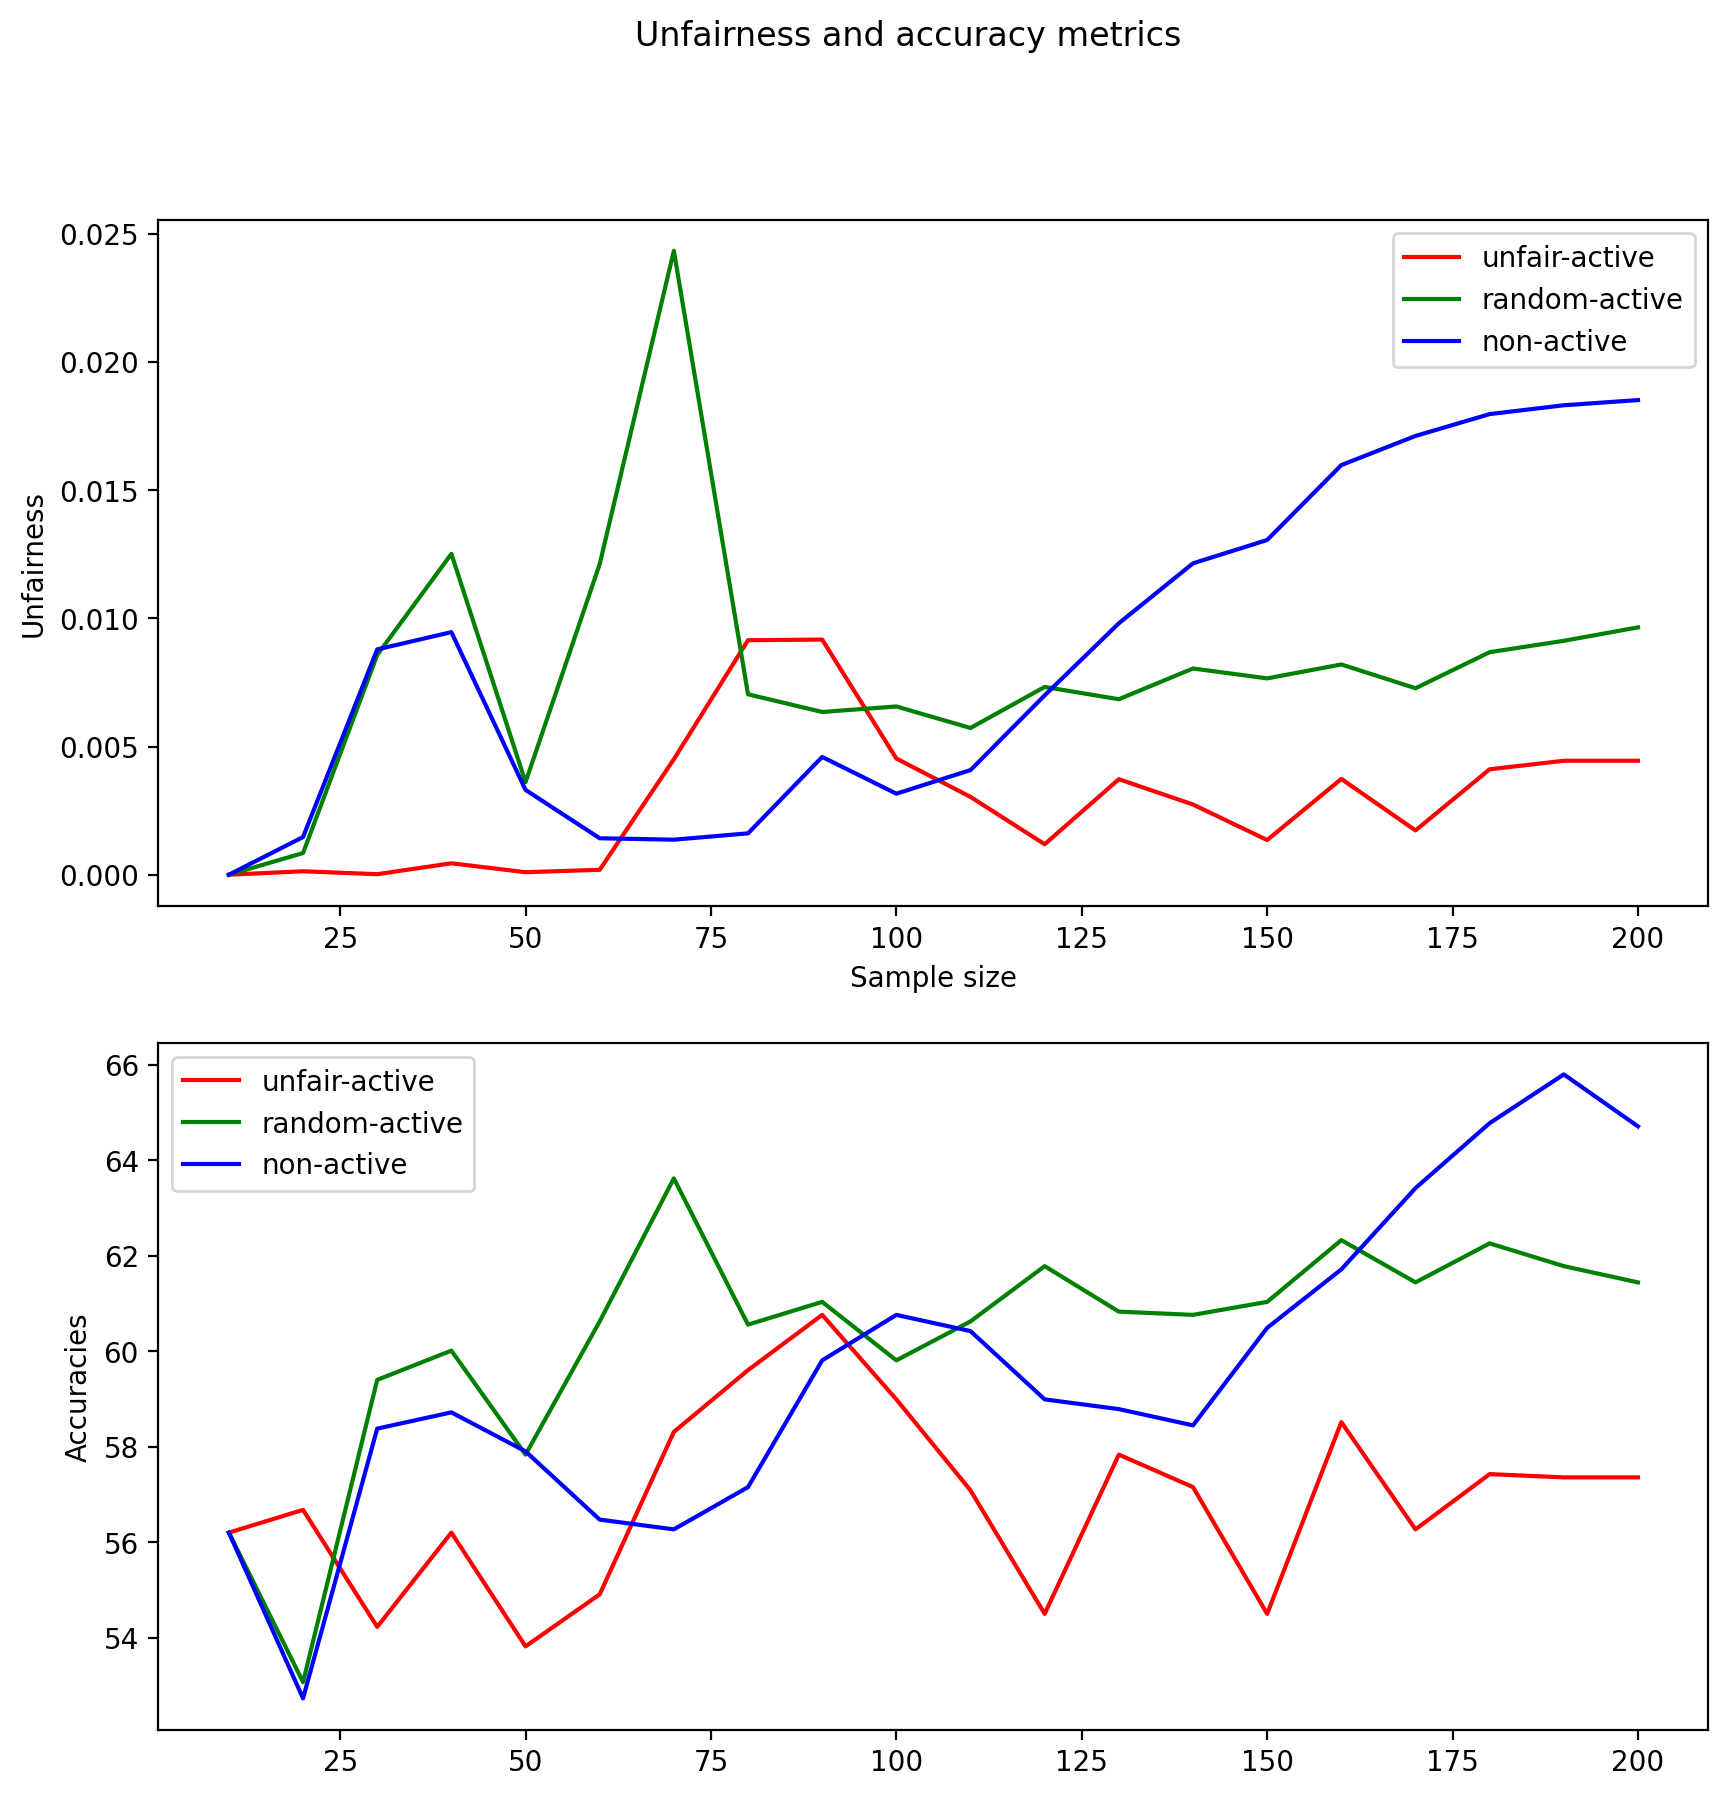 Unfairness and accuracy metrics
0.025
0.020
0.015
0.010
0.005
0.000
Unfairness
unfair-active
random-active
non-active
25 50 75 100 125 150 175 200
Sample size
66
64
62
60
58
56
54
Accuracies
unfair-active
random-active
non-active
25 50 75 100 125 150 175 200